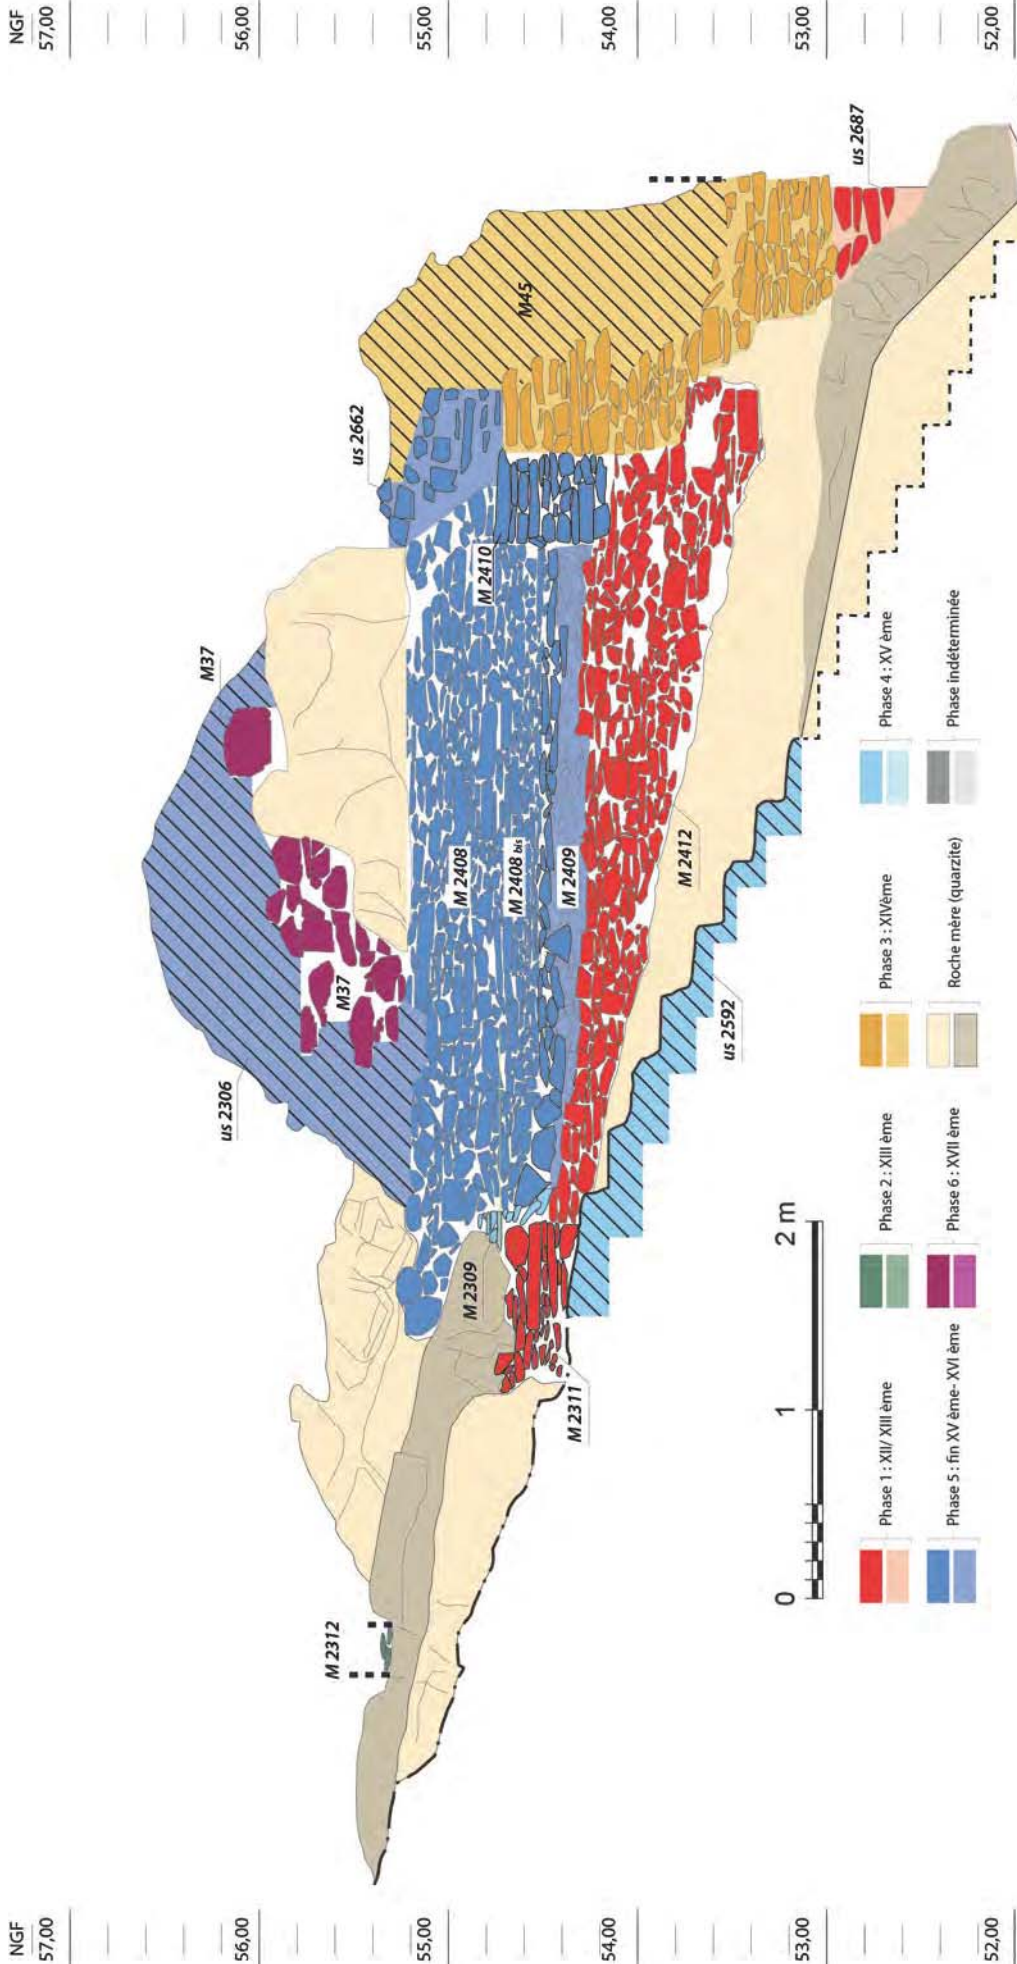 NGF
57,00
56,00
55,00
54,00
53,00
52,00
NGF
57,00
56,00
55,00
54,00
53,00
52,00
M37
us 2306
us 2662
M45
M37
M 2410
M 2408
M 2408 bis
M 2409
M 2412
us 2687
us 2592
M 2309
M 2311
M 2312
0
1
2 m
Phase 1 : XII/ XIII ème
Phase 2 : XIII ème
Phase 3 : XIVème
Phase 4 : XV ème
Phase 5 : fin XV ème- XVI ème
Phase 6 : XVII ème
Roche mère (quarzite)
Phase indéterminée